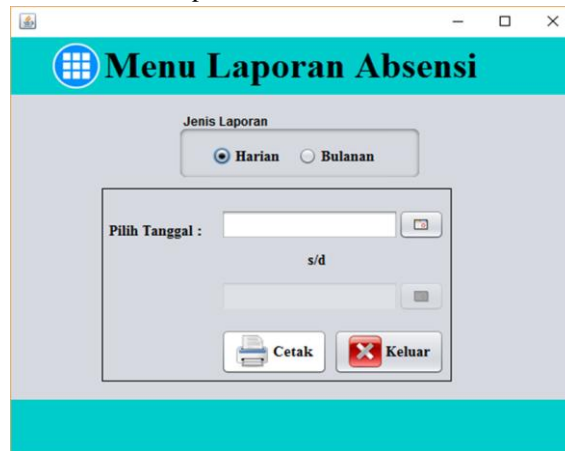 Menu Laporan Absensi
Jenis Laporan
Harian Bulanan
Pilih Tanggal :
s/d
Cetak Keluar